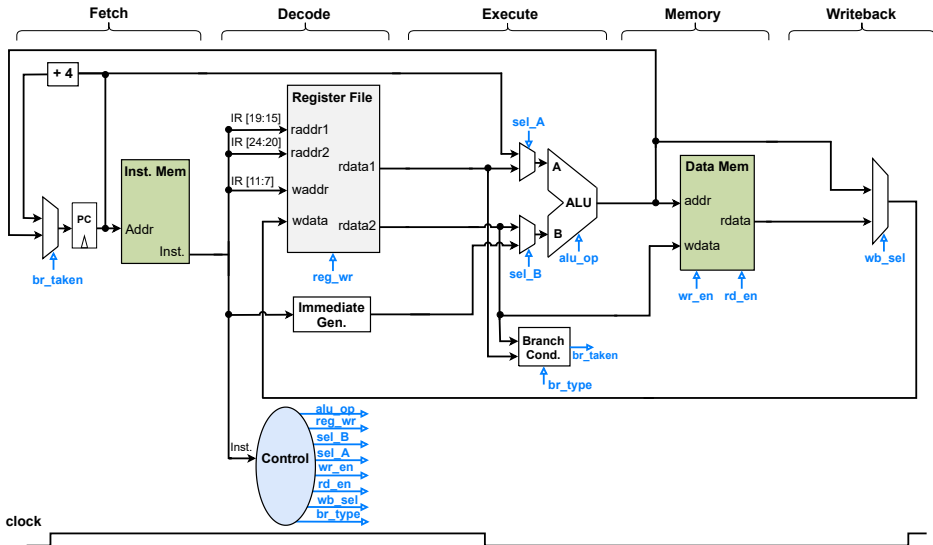 Fetch
Decode
Execute
Memory
Writeback
+ 4
Register File
IR [19:15]
raddr1
IR [24:20]
raddr2
rdata1
IR [11:7]
waddr
wdata
rdata2
reg_wr
Inst. Mem
Addr
Inst.
PC
br_taken
sel_A
A
ALU
B
sel_B
alu_op
Data Mem
addr
rdata
wdata
wr_en
rd_en
wb_sel
Immediate
Gen.
Branch
Cond.
br_taken
br_type
Inst.
Control
alu_op
reg_wr
sel_B
sel_A
wr_en
rd_en
wb_sel
br_type
clock